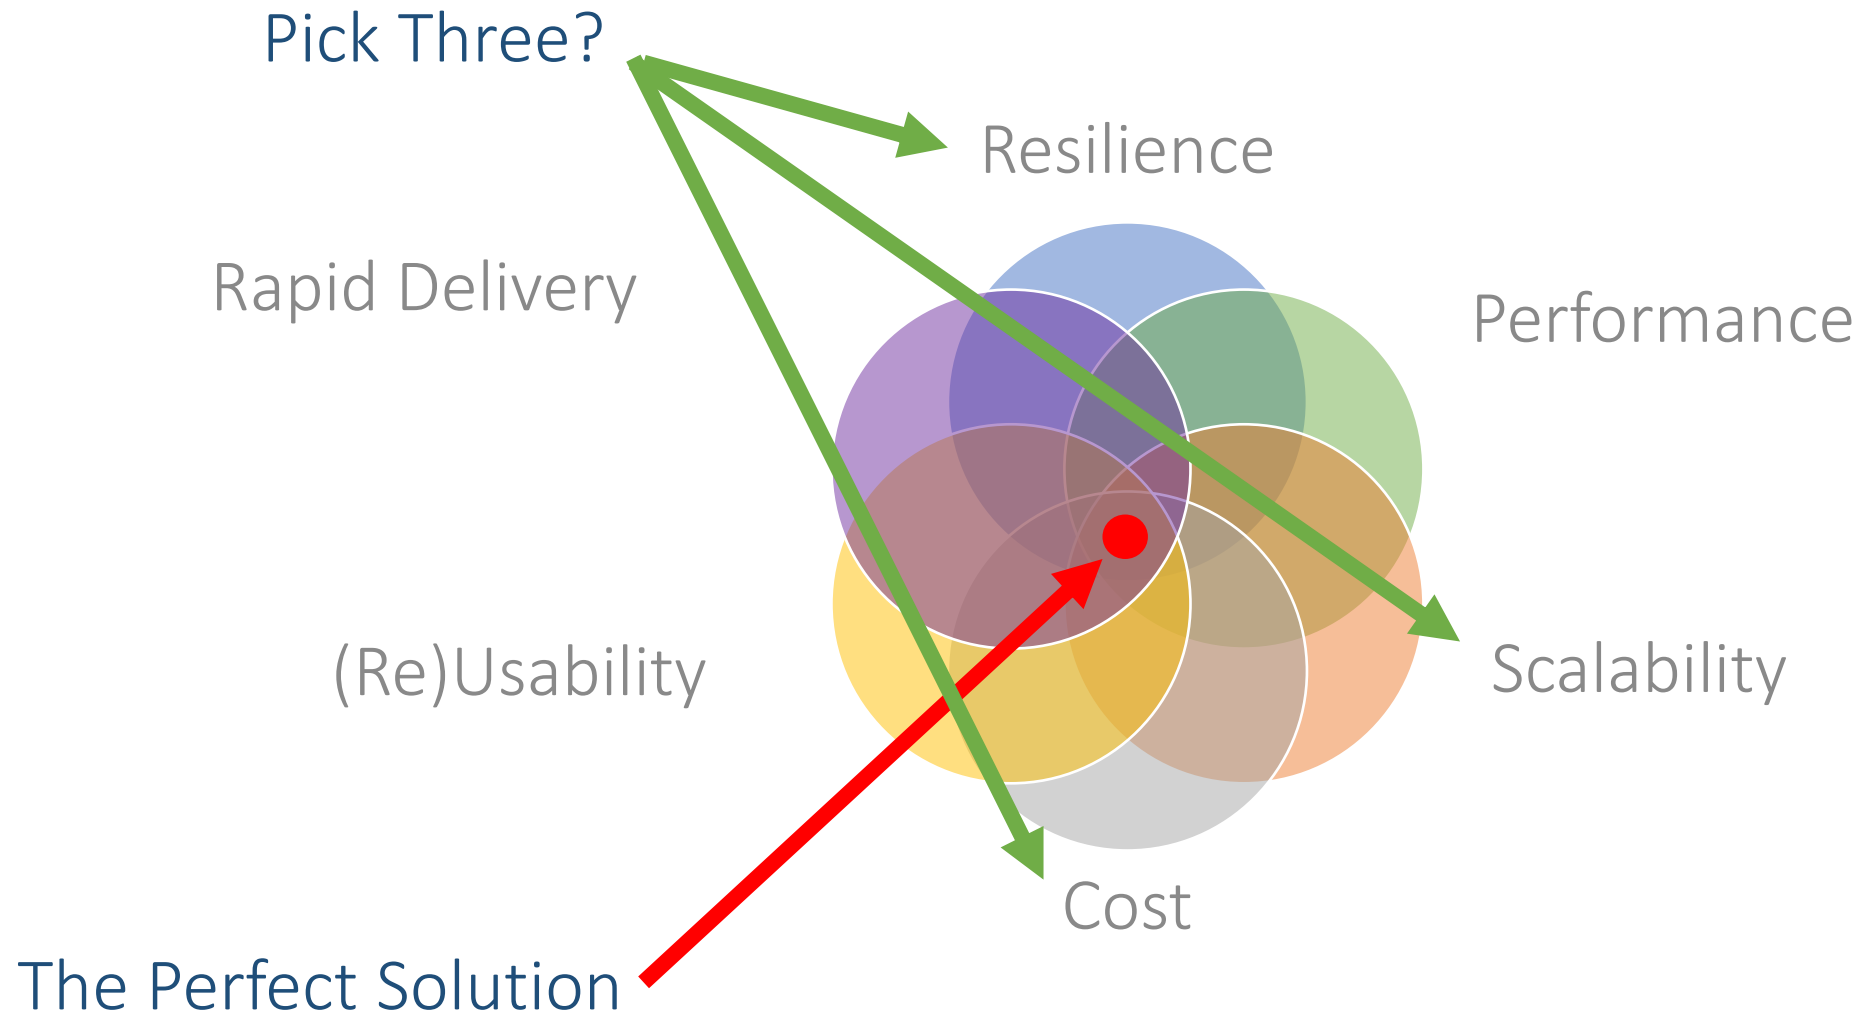 Pick Three?
Resilience
Rapid Delivery
Performance
(Re)Usability
Scalability
Cost
The Perfect Solution